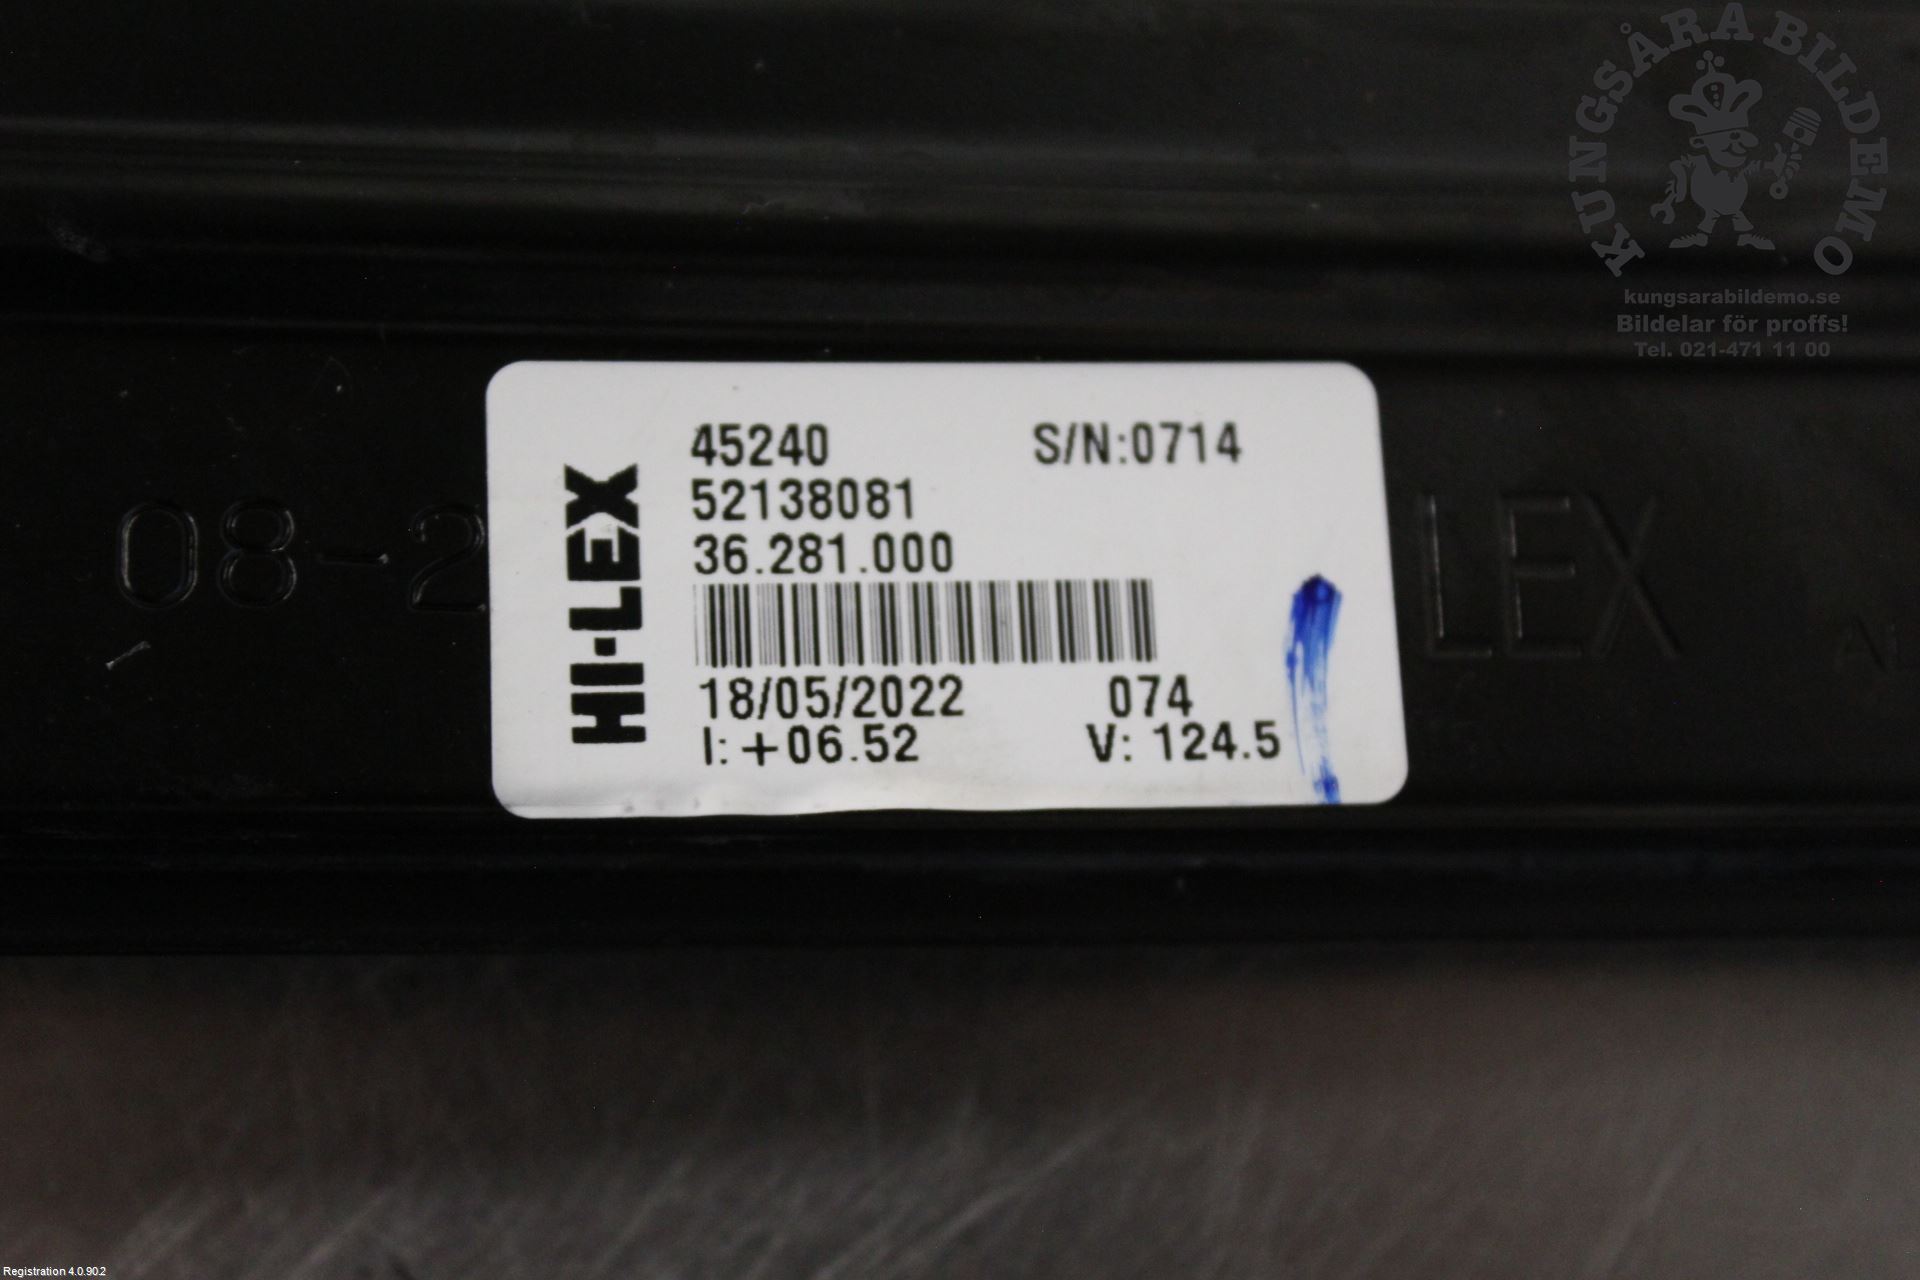 KUNGSÅRA BILDEMO
kungsarabildemo.se
Bildelar för proffs!
Tel. 021-471 11 00
HI-LEX
45240 S/N:0714
52138081
36.281.000
18/05/2022 074
I: +06.52 V: 124.5
08-2
LEX
Registration 4.0.90.2